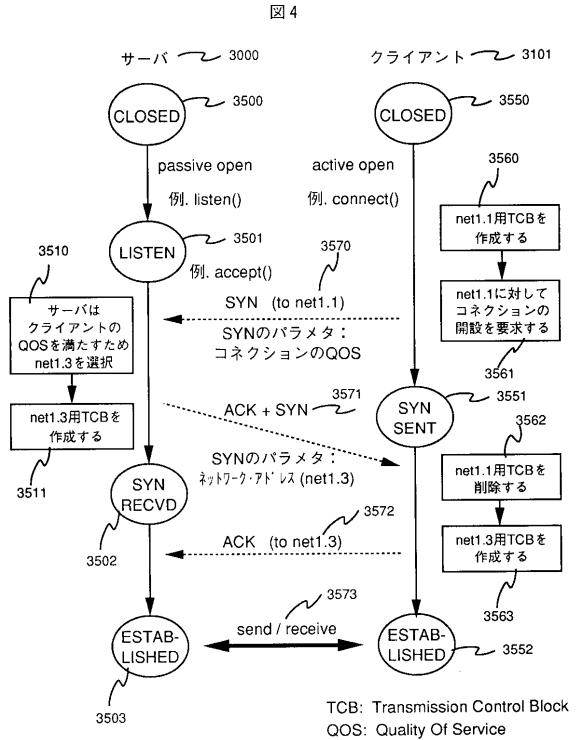 図4
サーバ 3000
クライアント 3101
CLOSED
3500
CLOSED
3550
passive open
例. listen()
active open
例. connect()
3560
net1.1用TCBを
作成する
LISTEN
3501
例. accept()
3510
サーバは
クライアントの
QOSを満たすため
net1.3を選択
3570
SYN (to net1.1)
SYNのパラメタ：
コネクションのQOS
net1.1に対して
コネクションの
開設を要求する
3561
net1.3用TCBを
作成する
3511
ACK + SYN
3571
SYN
SENT
3551
3562
SYNのパラメタ：
ネットワーク・アドレス (net1.3)
net1.1用TCBを
削除する
SYN
RECVD
3502
3572
ACK (to net1.3)
net1.3用TCBを
作成する
3563
3573
send / receive
ESTAB-
LISHED
3503
ESTAB-
LISHED
3552
TCB: Transmission Control Block
QOS: Quality Of Service